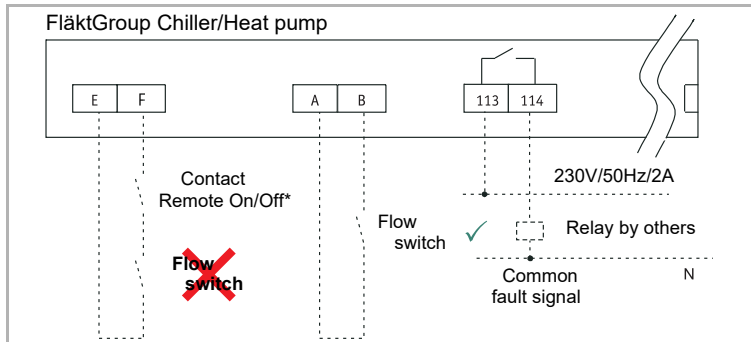 FläktGroup Chiller/Heat pump
E F A B 113 114
230V/50Hz/2A
Contact
Remote On/Off*
Flow
switch
Flow
switch
✓
Relay by others
Common
fault signal
N